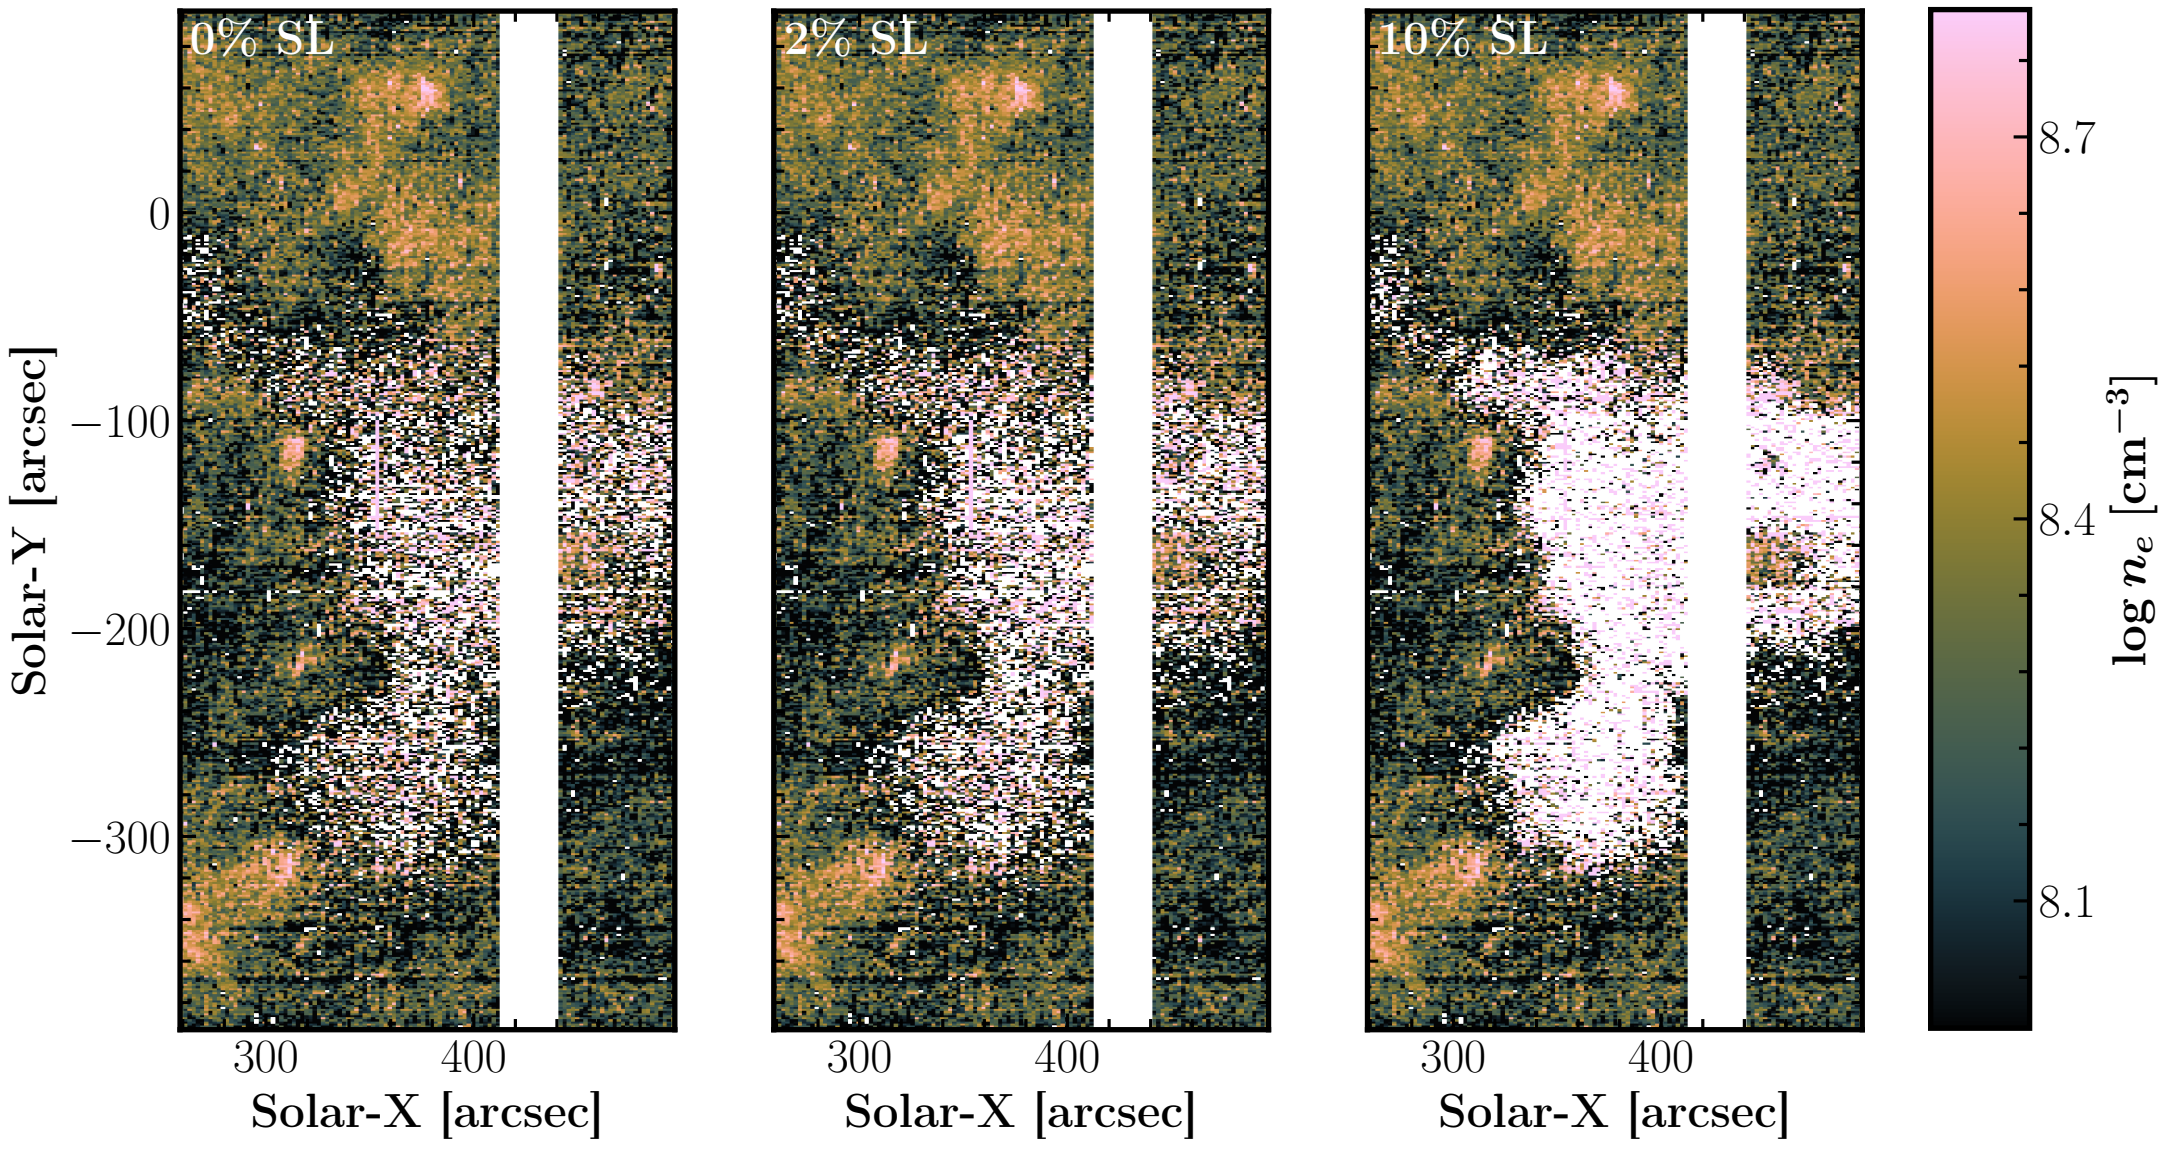 0% SL
2% SL
10% SL
0
−100
−200
−300
Solar-Y [arcsec]
300 400
300 400
300 400
Solar-X [arcsec]
Solar-X [arcsec]
Solar-X [arcsec]
8.7
8.4
8.1
log nₑ [cm⁻³]